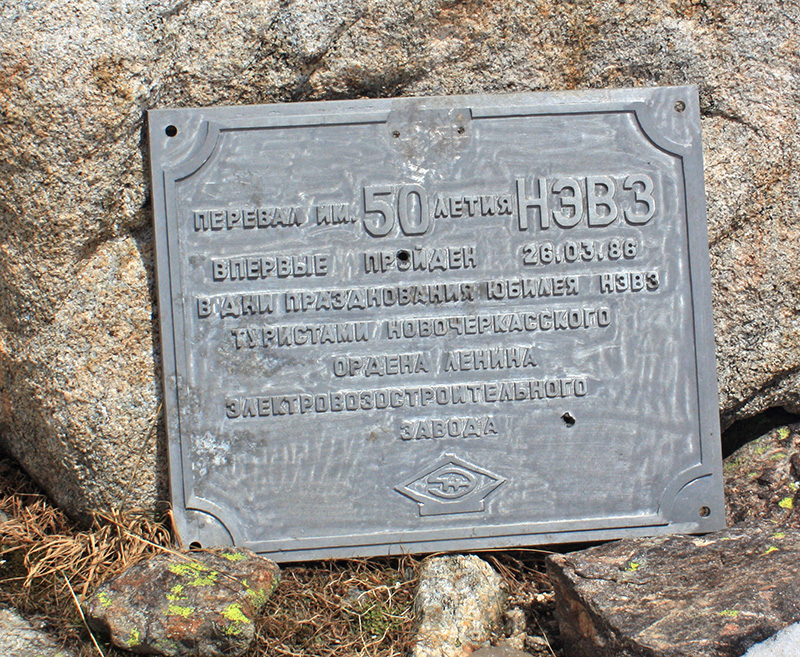 ПЕРЕВАЛ ИМ. 50 ЛЕТИЯ НЭВЗ
ВПЕРВЫЕ ПРОЙДЕН 26.03.86
В ДНИ ПРАЗДНОВАНИЯ ЮБИЛЕЯ НЭВЗ
ТУРИСТАМИ НОВОЧЕРКАССКОГО
ОРДЕНА ЛЕНИНА
ЭЛЕКТРОВОЗОСТРОИТЕЛЬНОГО
ЗАВОДА